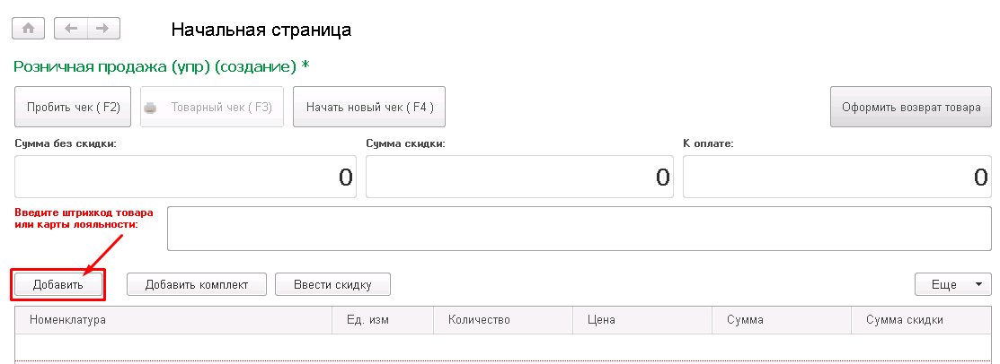 Начальная страница
Розничная продажа (упр) (создание) *
Пробить чек ( F2) Товарный чек ( F3) Начать новый чек ( F4 ) Оформить возврат товара
Сумма без скидки: Сумма скидки: К оплате:
0 0 0
Введите штрихкод товара
или карты лояльности:
Добавить Добавить комплект Ввести скидку Еще
Номенклатура Ед. изм Количество Цена Сумма Сумма скидки